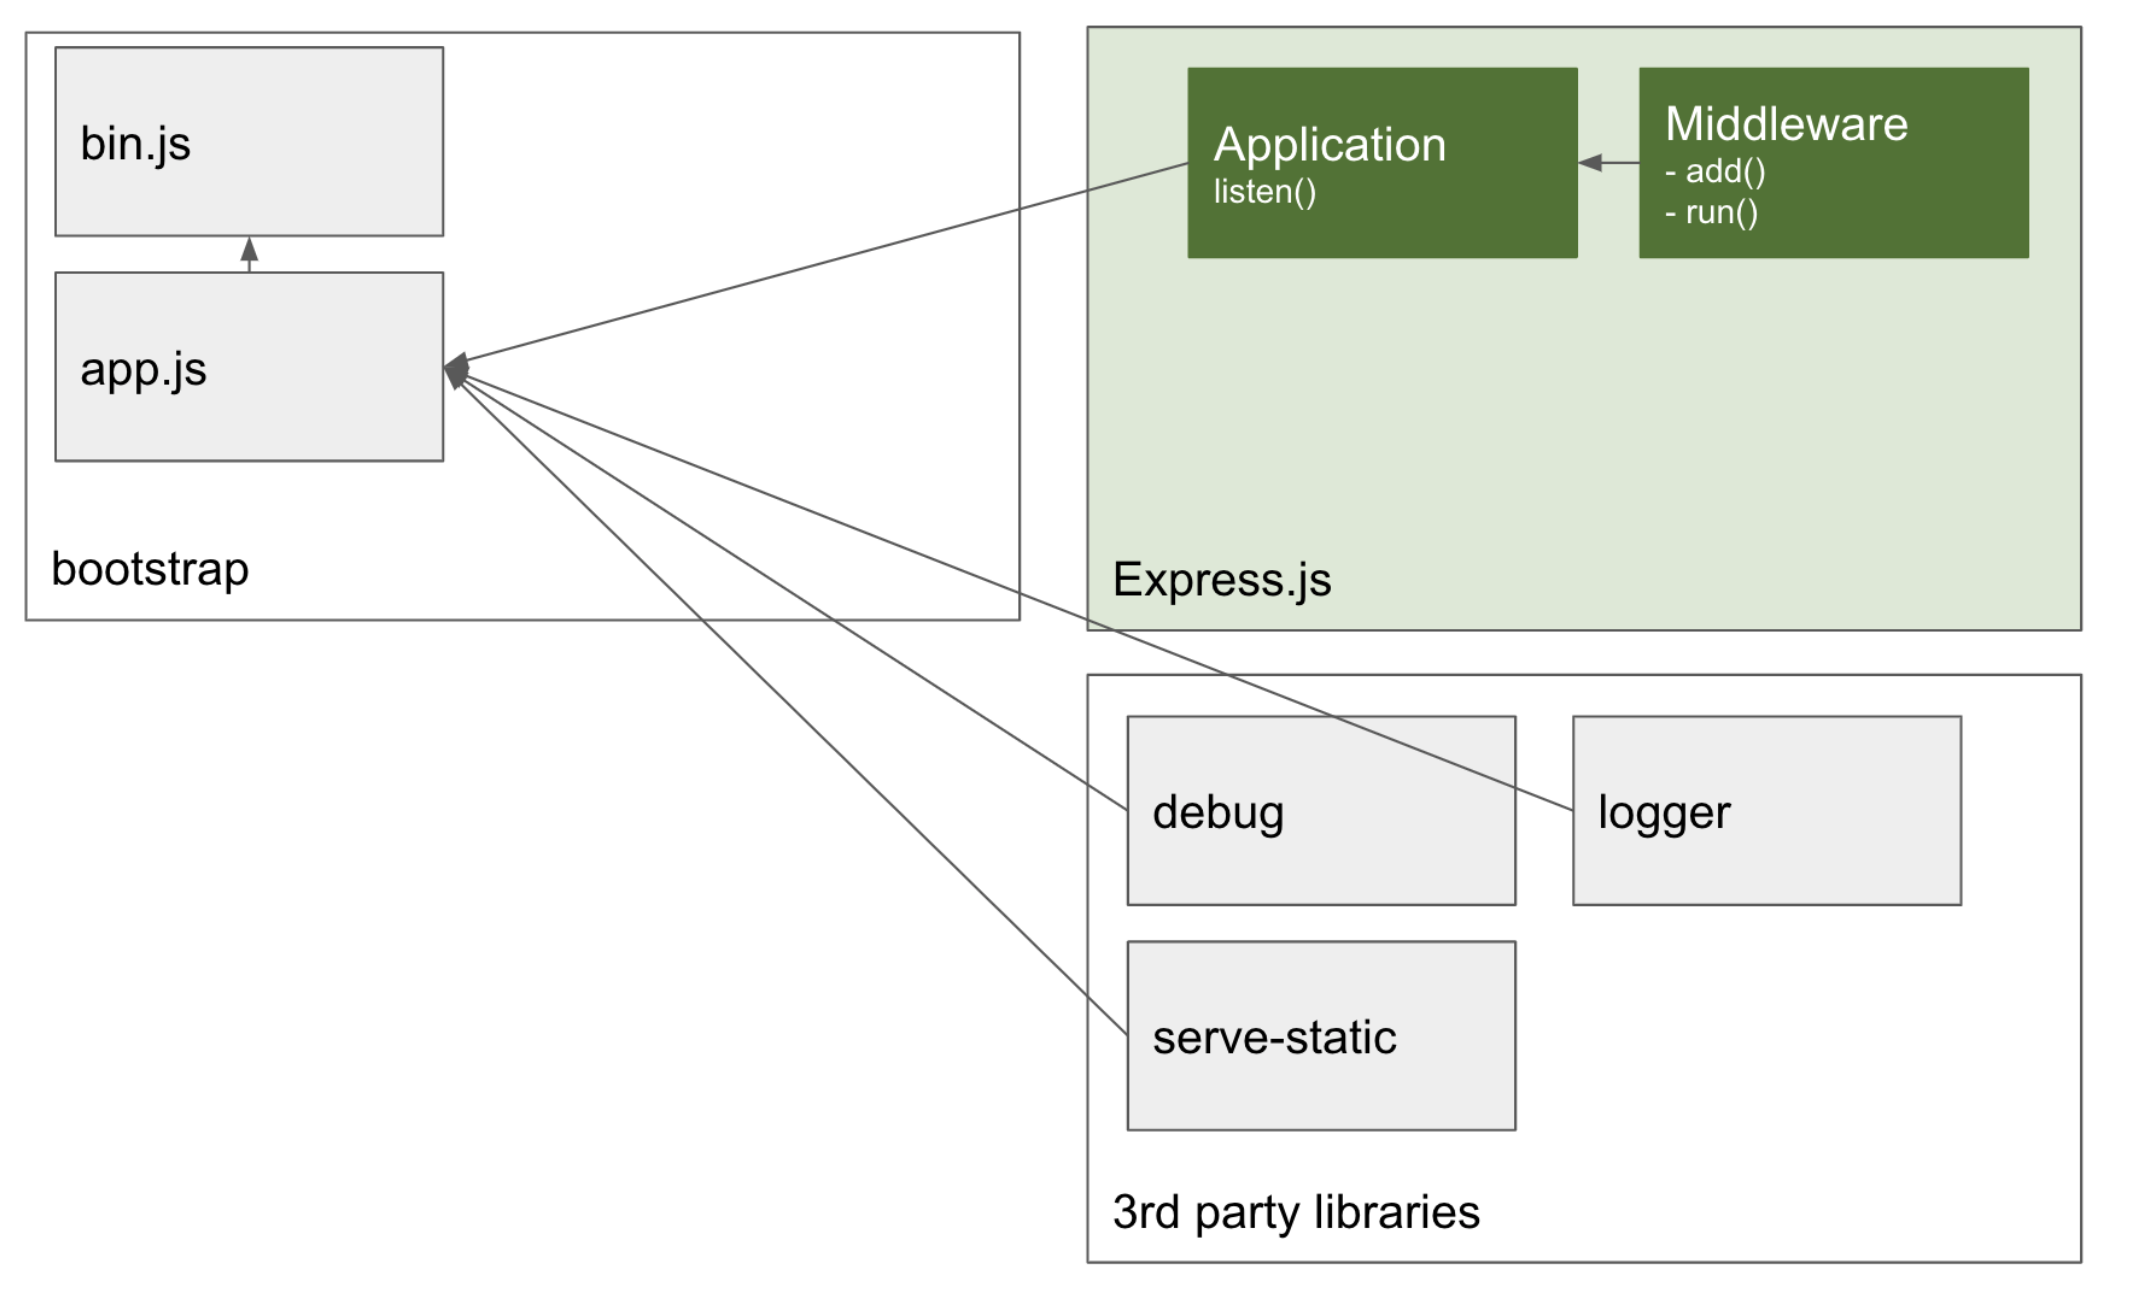 bin.js
app.js
bootstrap
Application
listen()
Middleware
- add()
- run()
Express.js
debug
logger
serve-static
3rd party libraries